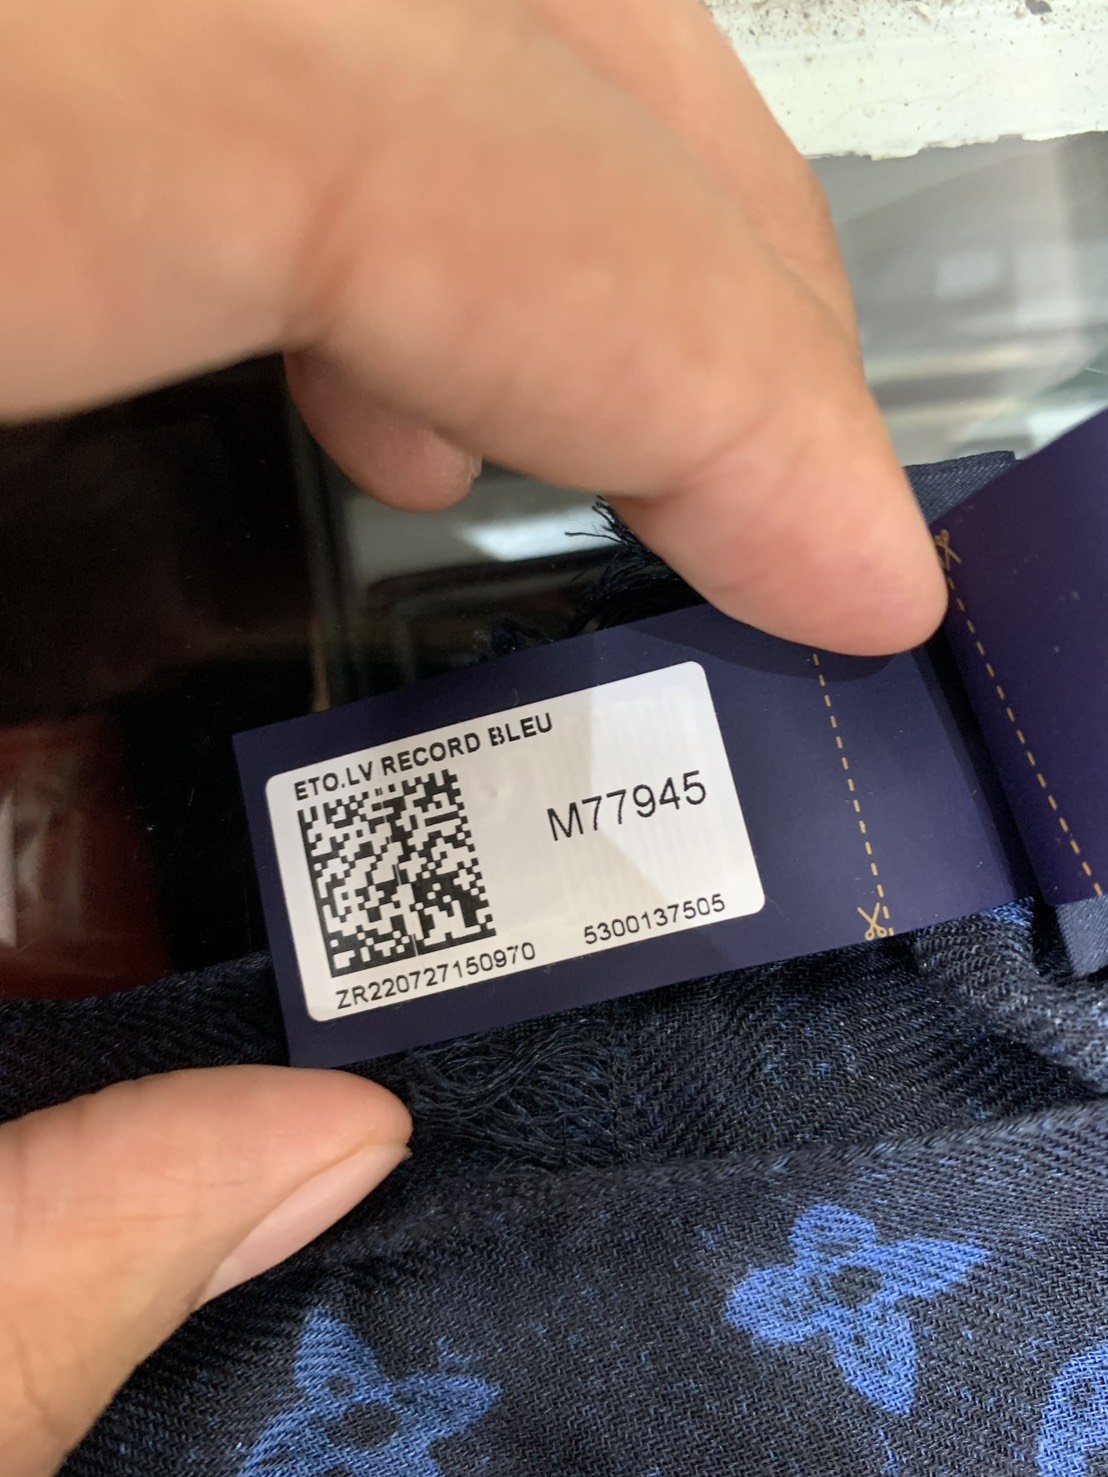 ETO.LV RECORD BLEU
M77945
5300137505
ZR220727150970